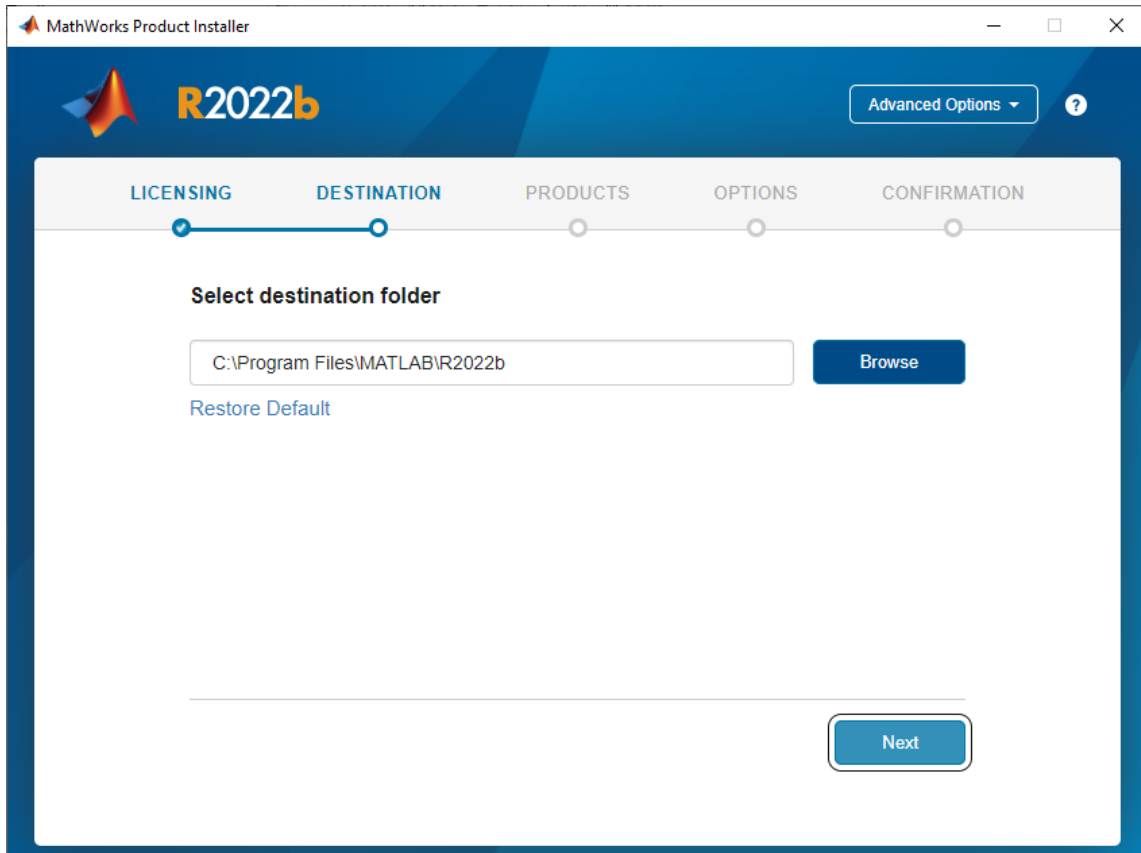 MathWorks Product Installer
R2022b
Advanced Options
?
LICENSING DESTINATION PRODUCTS OPTIONS CONFIRMATION
Select destination folder
C:\Program Files\MATLAB\R2022b
Browse
Restore Default
Next